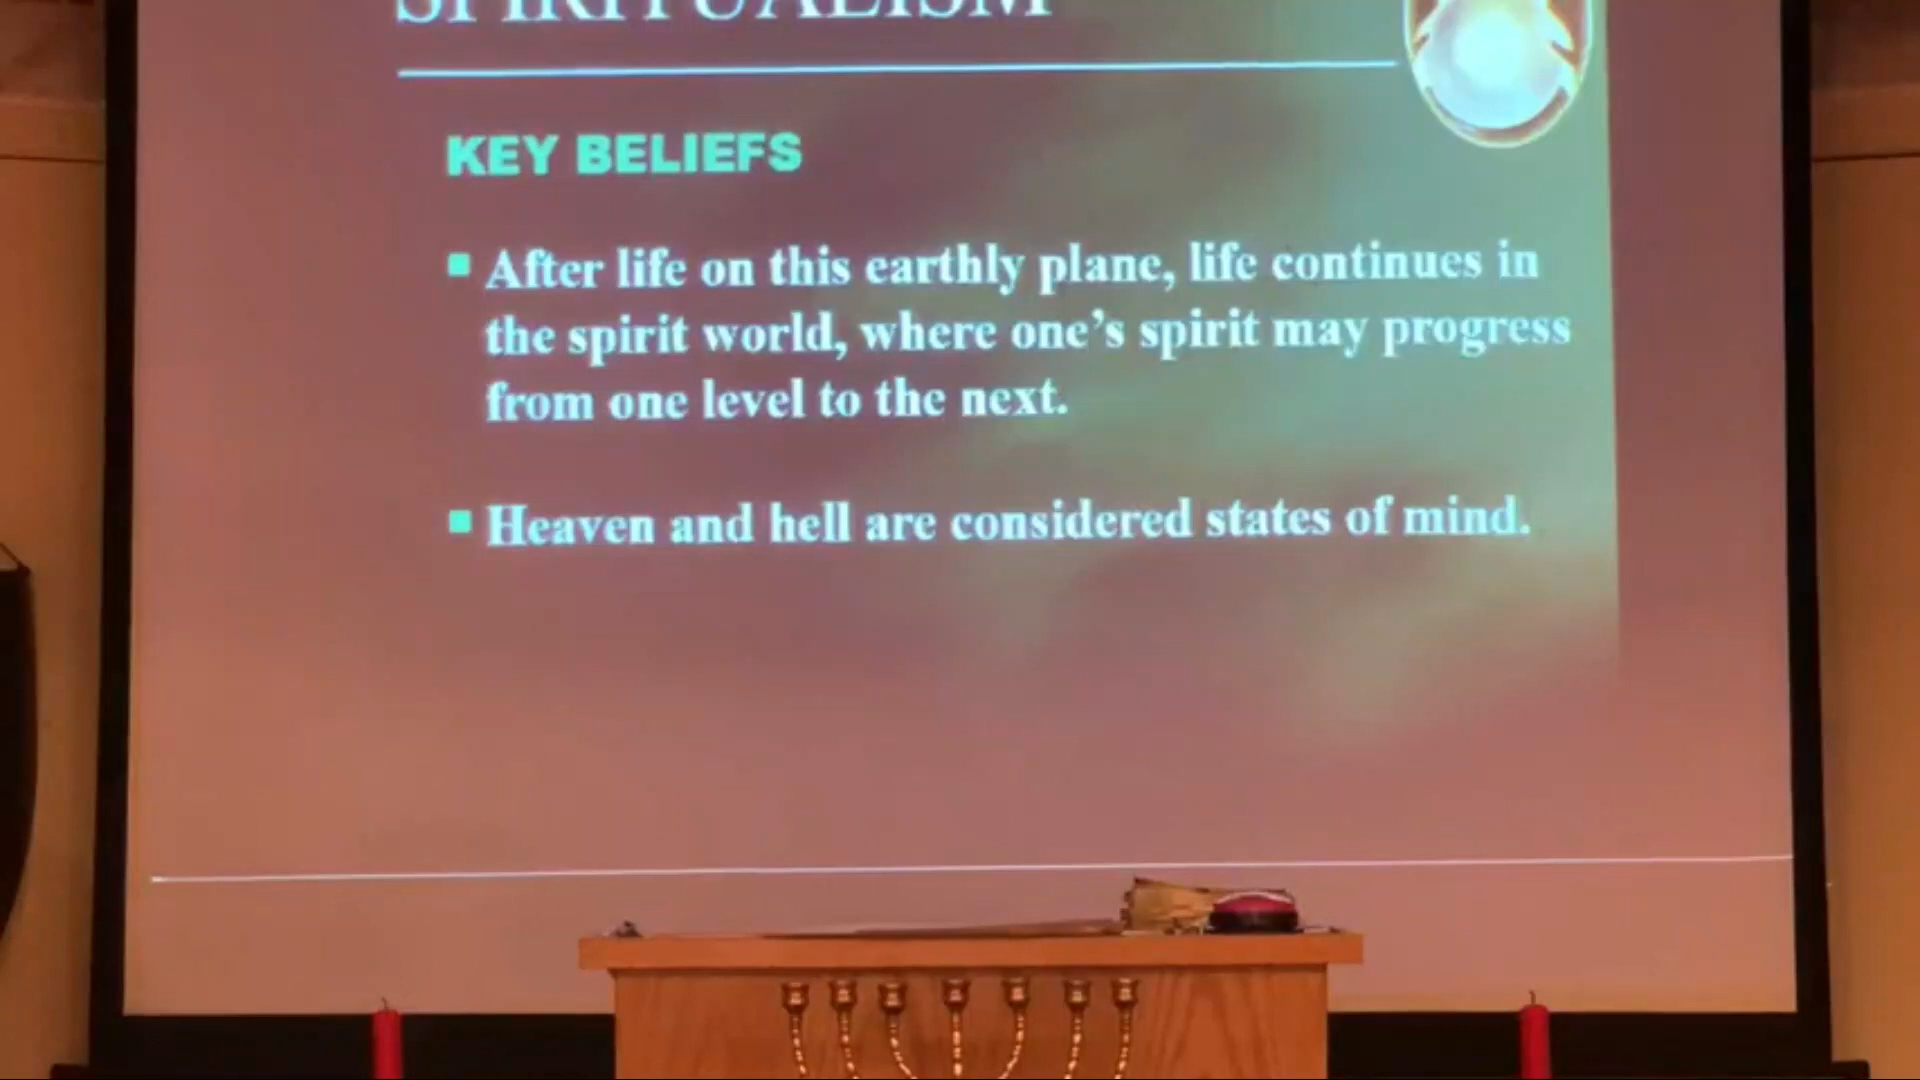 SPIRITUALISM
KEY BELIEFS
After life on this earthly plane, life continues in
the spirit world, where one's spirit may progress
from one level to the next.
Heaven and hell are considered states of mind.